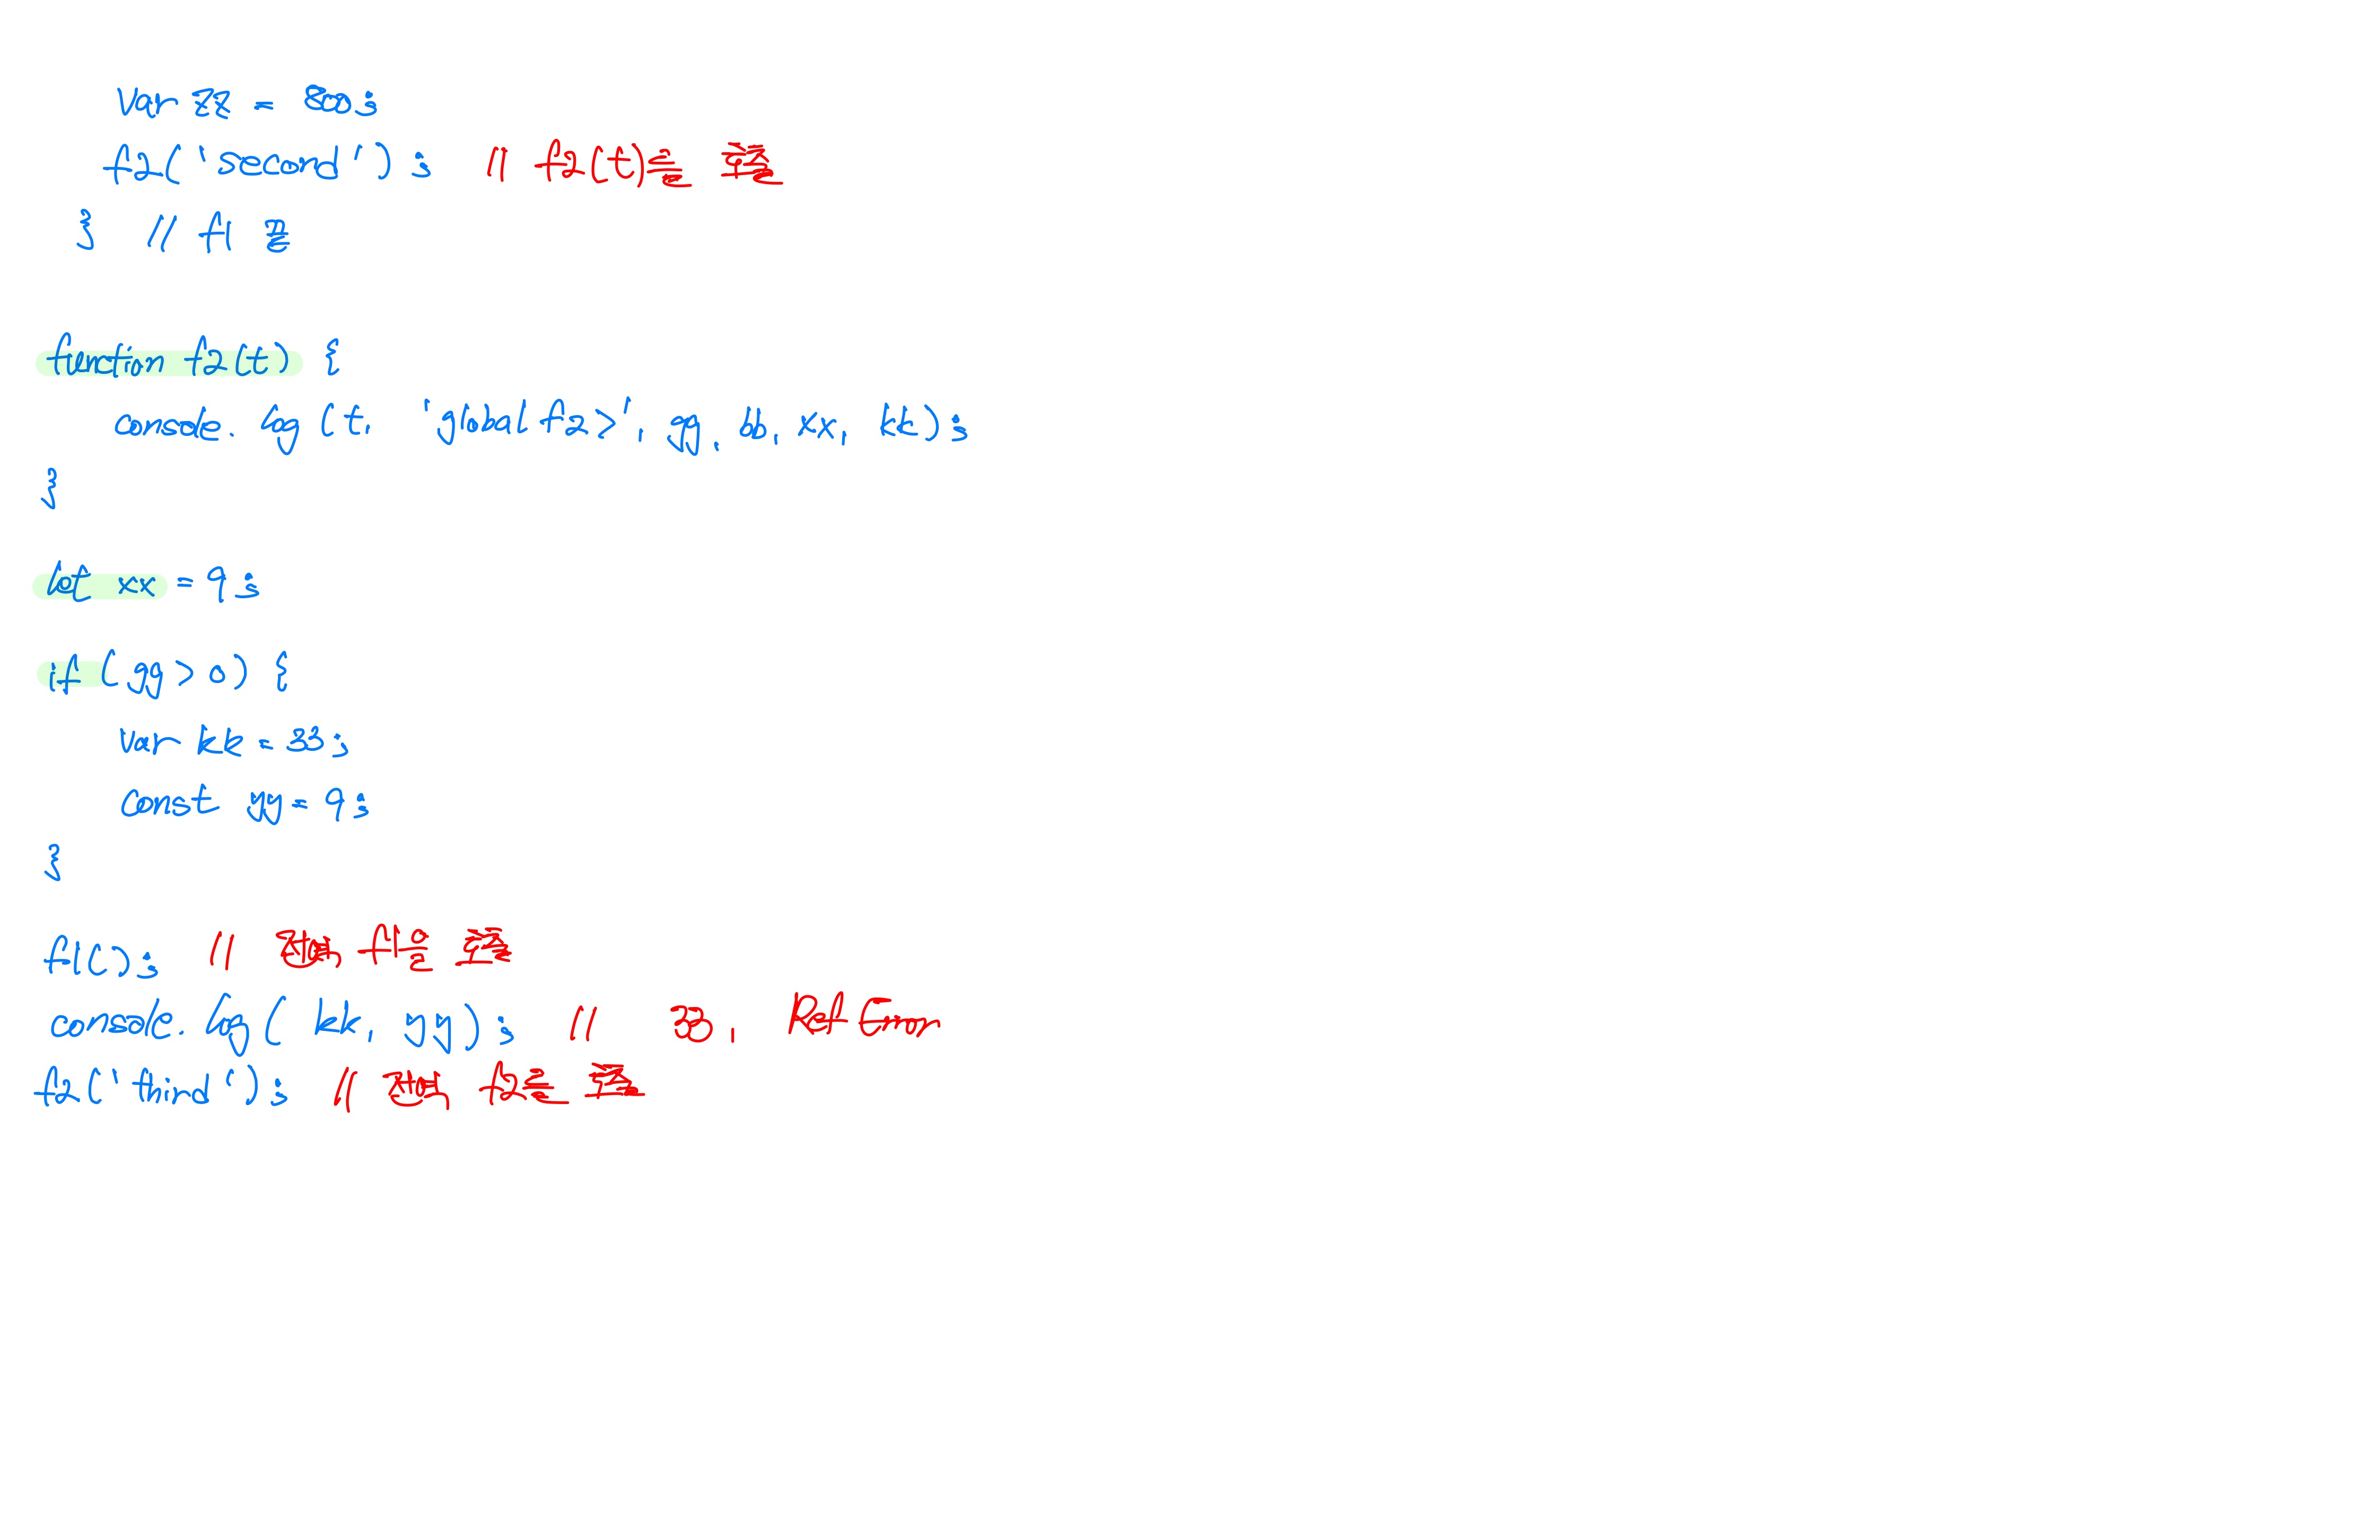 var zz = 800;
f2('second'); // f2(t)를 호출
} // f1 끝
function f2(t) {
console.log(t, 'global f2>', gg, bb, xx, kk);
}
let xx = 9;
if (gg > 0) {
var kk = 33;
const yy = 9;
}
f1(); // 전역 f1을 호출
console.log(kk, yy); // 33, Ref Error
f2('third'); // 전역 f2를 호출